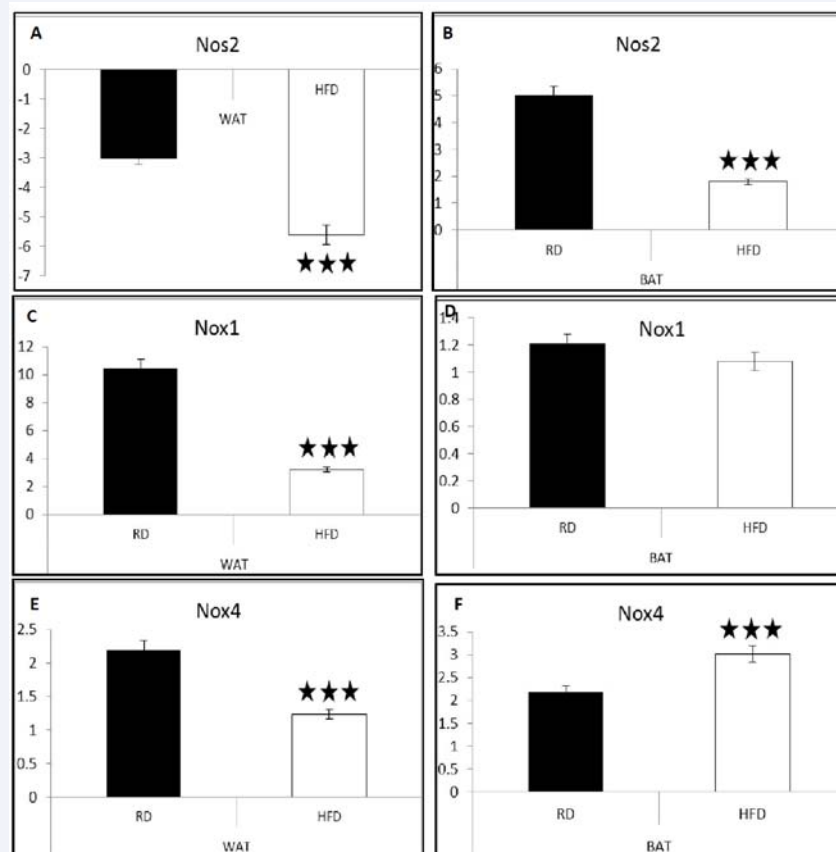 A
Nos2
0
-1
-2
-3
-4
-5
-6
-7
WAT
HFD
★★★
B
Nos2
6
5
4
3
2
1
0
★★★
RD
HFD
BAT
C
Nox1
12
10
8
6
4
2
0
★★★
RD
HFD
WAT
D
Nox1
1.4
1.2
1
0.8
0.6
0.4
0.2
0
RD
HFD
BAT
E
Nox4
2.5
2
1.5
1
0.5
0
★★★
RD
HFD
WAT
F
Nox4
3.5
3
2.5
2
1.5
1
0.5
0
★★★
RD
HFD
BAT